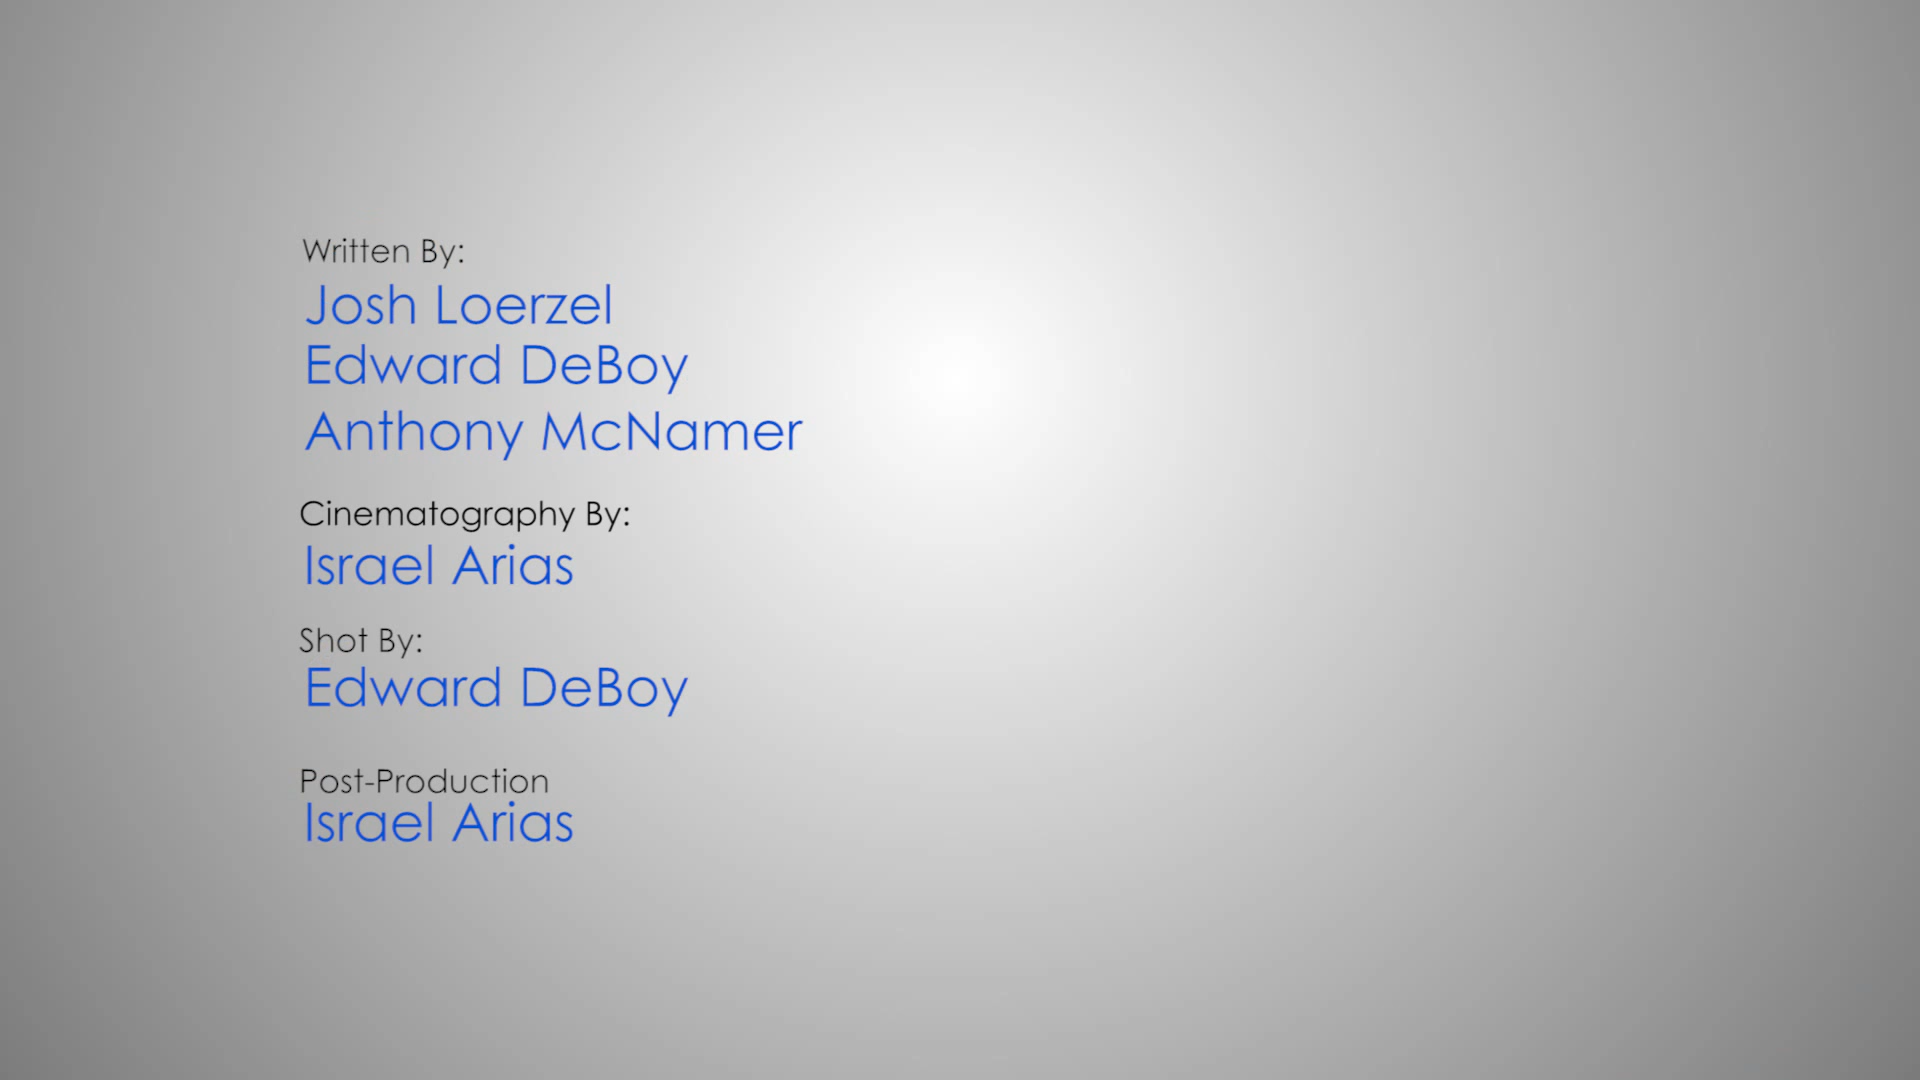 Written By:
Josh Loerzel
Edward DeBoy
Anthony McNamer
Cinematography By:
Israel Arias
Shot By:
Edward DeBoy
Post-Production
Israel Arias